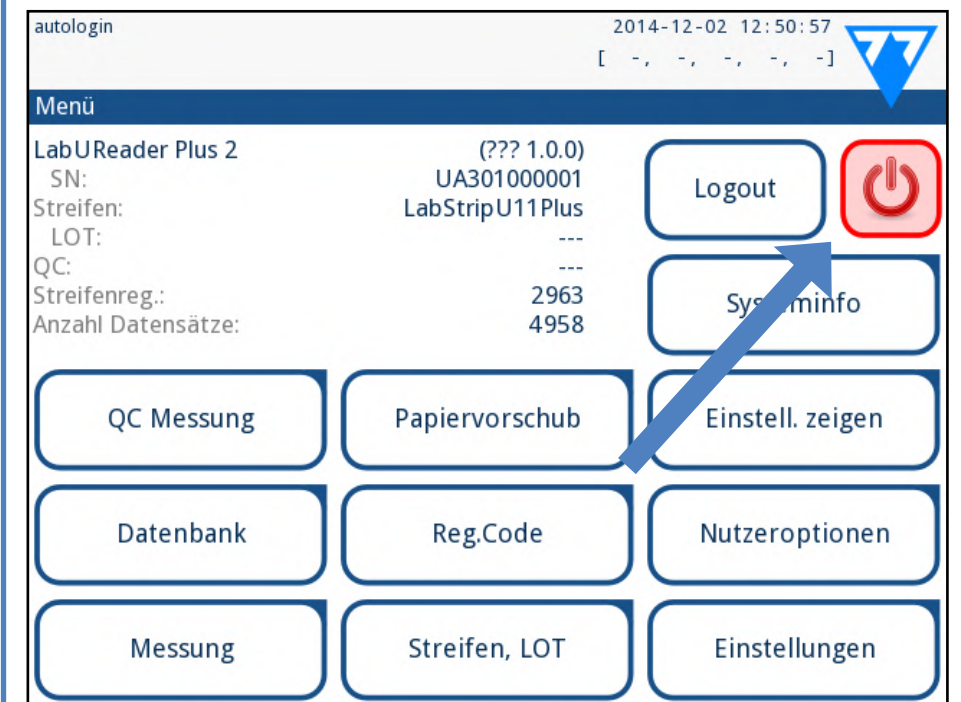 autologin 2014-12-02 12:50:57
[ -, -, -, -, -]
Menü
LabUReader Plus 2 (??? 1.0.0)
SN: UA301000001
Streifen: LabStripU11Plus
LOT: ---
QC: ---
Streifenreg.: 2963
Anzahl Datensätze: 4958
Logout
QC Messung Papiervorschub Einstell. zeigen
Datenbank Reg.Code Nutzeroptionen
Messung Streifen, LOT Einstellungen